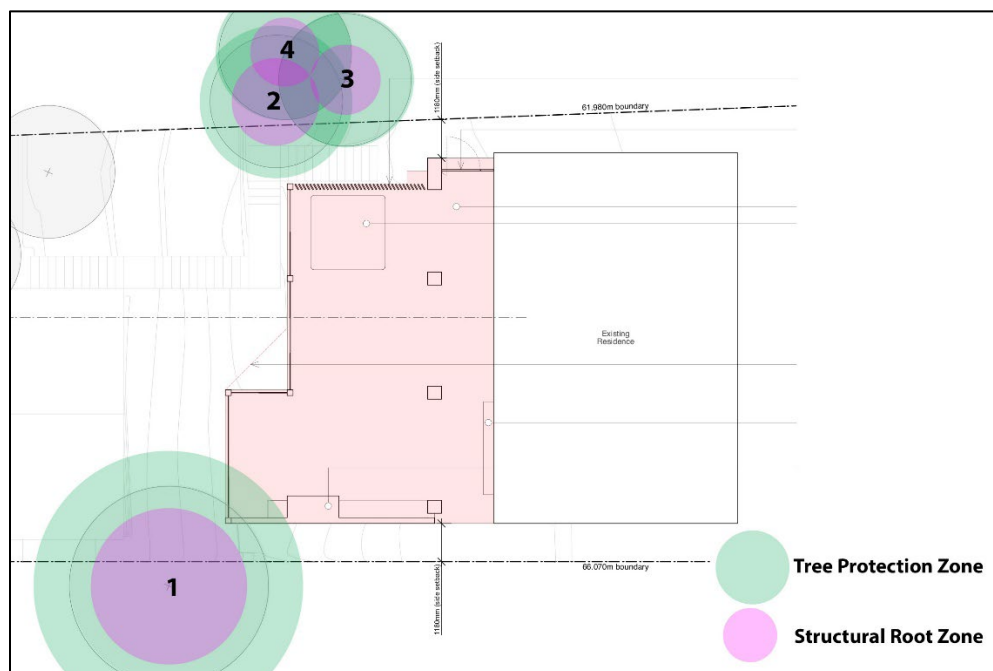 4
3
2
1180mm (side setback)
61.980m boundary
Existing
Residence
1
66.070m boundary
1180mm (side setback)
Tree Protection Zone
Structural Root Zone